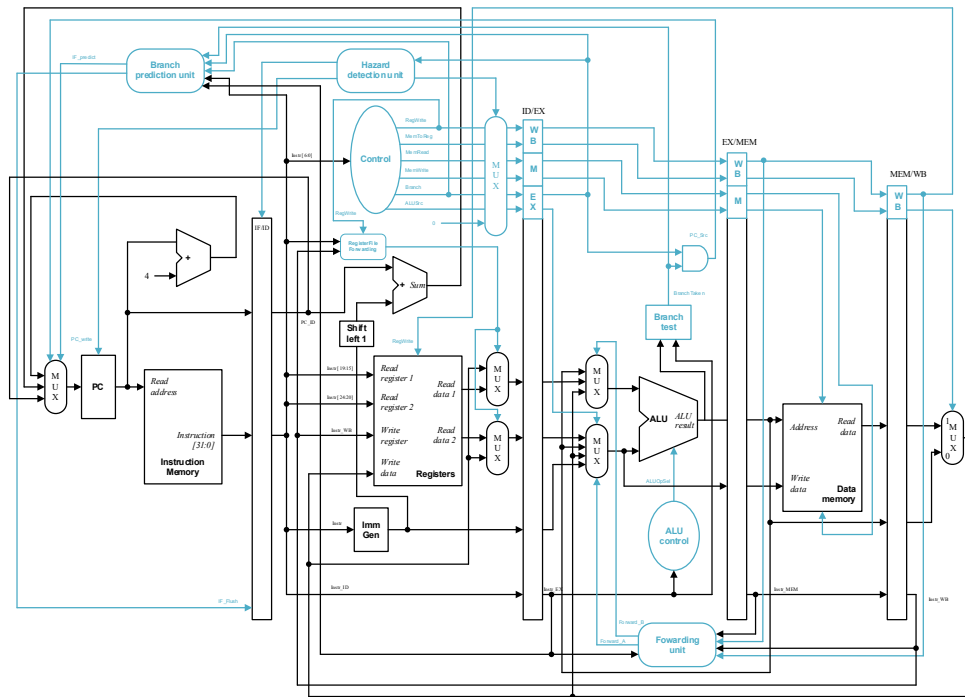 IF_predict
Branch
prediction unit
Hazard
detection unit
ID/EX
RegWrite
MemToReg
MemRead
MemWrite
Branch
ALUSrc
Control
Instr[6:0]
0
M
U
X
W
B
M
E
X
EX/MEM
W
B
M
MEM/WB
W
B
RegWrite
RegisterFile
Forwarding
IF/ID
4
+
+ Sum
PC_ID
Shift
left 1
PC_Src
BranchTaken
Branch
test
PC_write
M
U
X
PC
Read
address
Instruction
[31:0]
Instruction
Memory
RegWrite
Instr[19:15]
Instr[24:20]
Instr_WB
Read
register 1
Read
register 2
Write
register
Write
data
Read
data 1
Read
data 2
Registers
M
U
X
M
U
X
M
U
X
M
U
X
ALU
ALU
result
ALUOpSel
ALU
control
Address
Read
data
Write
data
Data
memory
1
M
U
X
0
Instr
Imm
Gen
Instr_ID
Instr_EX
Instr_MEM
Instr_WB
IF_Flush
Forward_B
Forward_A
Fowarding
unit